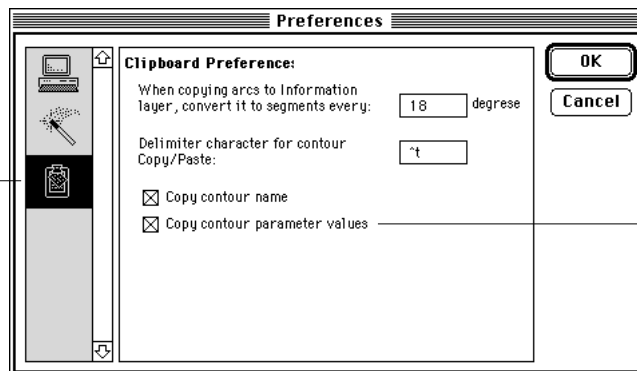 Preferences
Clipboard Preference:
When copying arcs to Information
layer, convert it to segments every:
18
degrese
Delimiter character for contour
Copy/Paste:
^t
Copy contour name
Copy contour parameter values
OK
Cancel